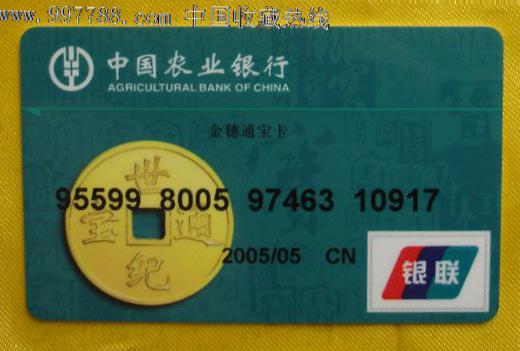 www.997788.com 中国收藏热线
中国农业银行
AGRICULTURAL BANK OF CHINA
金穗通宝卡
世
宝 通
纪
95599 8005 97463 10917
2005/05 CN
银联